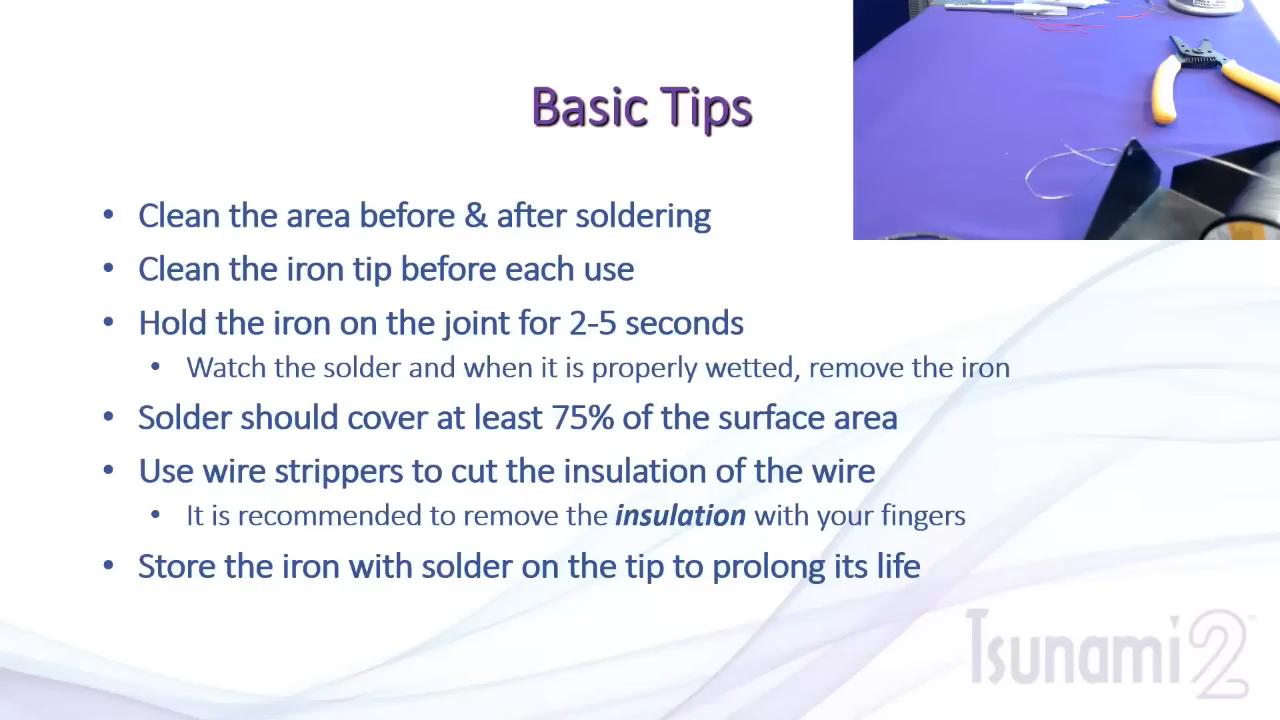 Basic Tips
• Clean the area before & after soldering
• Clean the iron tip before each use
• Hold the iron on the joint for 2-5 seconds
• Watch the solder and when it is properly wetted, remove the iron
• Solder should cover at least 75% of the surface area
• Use wire strippers to cut the insulation of the wire
• It is recommended to remove the insulation with your fingers
• Store the iron with solder on the tip to prolong its life
Tsunami2™